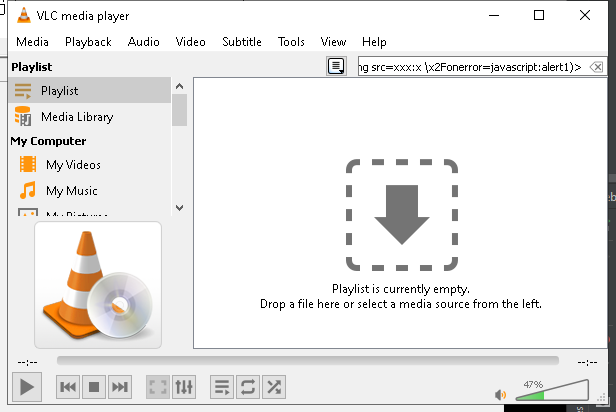 VLC media player
Media Playback Audio Video Subtitle Tools View Help
Playlist
ng src=xxx:x \x2Fonerror=javascript:alert1)>
Playlist
Media Library
My Computer
My Videos
My Music
My Pictures
Playlist is currently empty.
Drop a file here or select a media source from the left.
--:--
--:--
47%